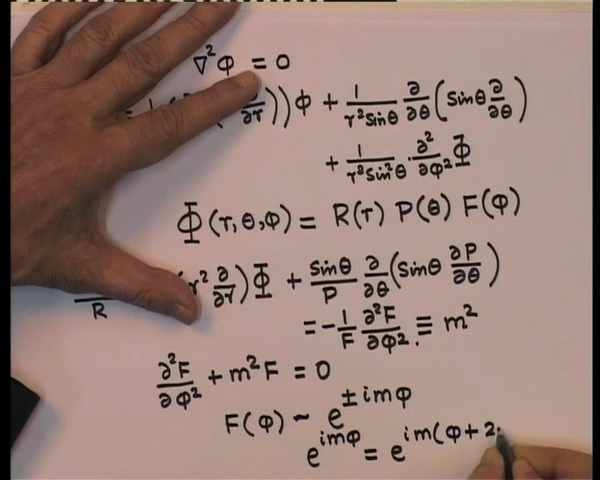 ∇²φ = 0
∂/∂r))Φ + 1/(r² sinθ) ∂/∂θ (sinθ ∂/∂θ)
+ 1/(r² sin²θ) · ∂²/∂φ² Φ
Φ(r, θ, φ) = R(r) P(θ) F(φ)
/R (r² ∂/∂r)Φ + sinθ/P ∂/∂θ (sinθ ∂P/∂θ)
= -1/F ∂²F/∂φ². ≡ m²
∂²F/∂φ² + m²F = 0
F(φ) ~ e^{±imφ}
e^{imφ} = e^{im(φ+2